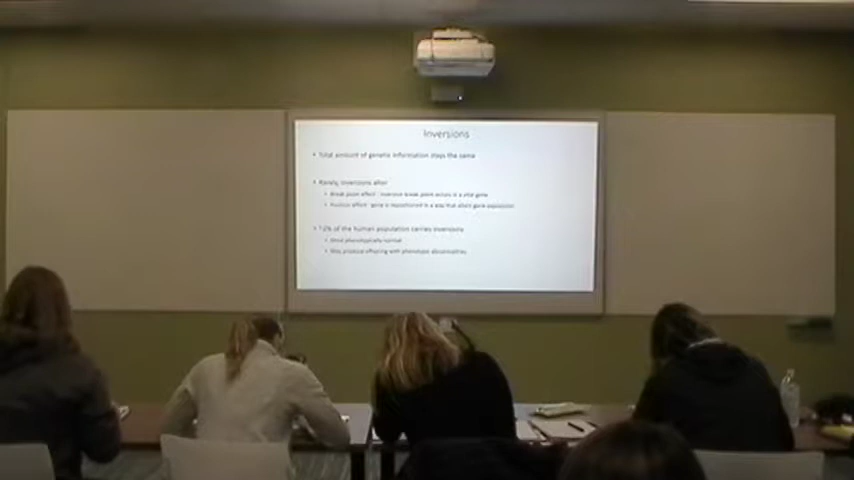 Inversions
• Total amount of genetic information stays the same
• Rarely, inversions alter
• Break point effect : inversion break point occurs in a vital gene
• Position effect : gene is repositioned in a way that alters gene expression
of the human population carries inversions
• Most phenotypically normal
• May produce offspring with phenotypic abnormalities